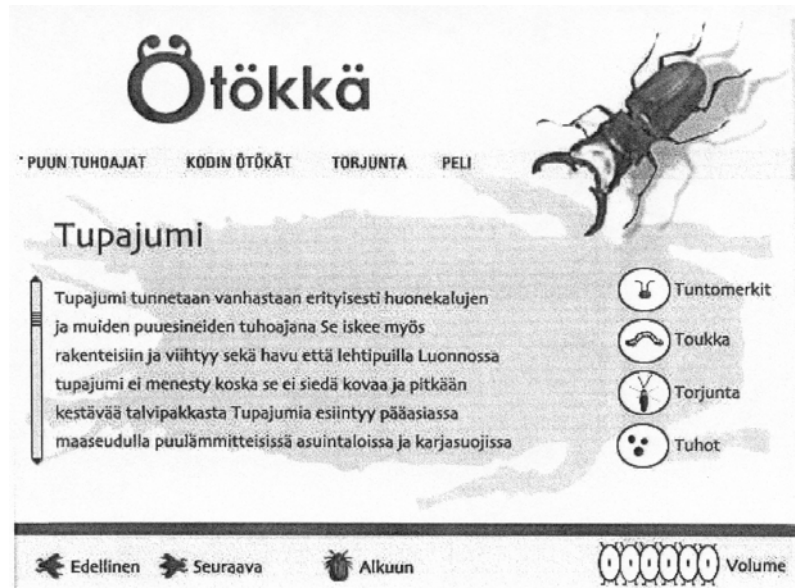 Ötökkä
PUUN TUHOAJAT KODIN ÖTÖKÄT TORJUNTA PELI
Tupajumi
Tupajumi tunnetaan vanhastaan erityisesti huonekalujen
ja muiden puuesineiden tuhoajana Se iskee myös
rakenteisiin ja viihtyy sekä havu että lehtipuilla Luonnossa
tupajumi ei menesty koska se ei siedä kovaa ja pitkään
kestävää talvipakkasta Tupajumia esiintyy pääasiassa
maaseudulla puulämmitteisissä asuintaloissa ja karjasuojissa
Tuntomerkit
Toukka
Torjunta
Tuhot
Edellinen Seuraava Alkuun Volume